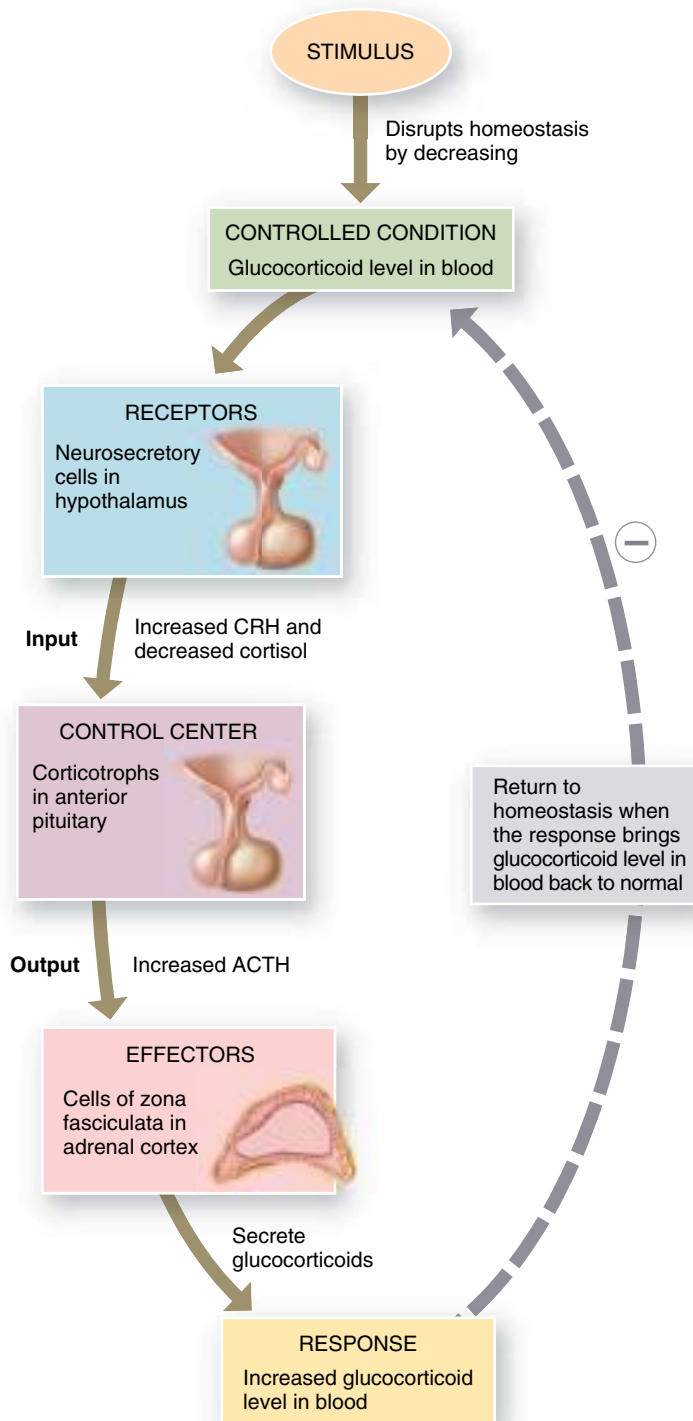 STIMULUS
Disrupts homeostasis
by decreasing
CONTROLLED CONDITION
Glucocorticoid level in blood
RECEPTORS
Neurosecretory
cells in
hypothalamus
Input
Increased CRH and
decreased cortisol
CONTROL CENTER
Corticotrophs
in anterior
pituitary
Return to
homeostasis when
the response brings
glucocorticoid level in
blood back to normal
Output
Increased ACTH
EFFECTORS
Cells of zona
fasciculata in
adrenal cortex
Secrete
glucocorticoids
RESPONSE
Increased glucocorticoid
level in blood